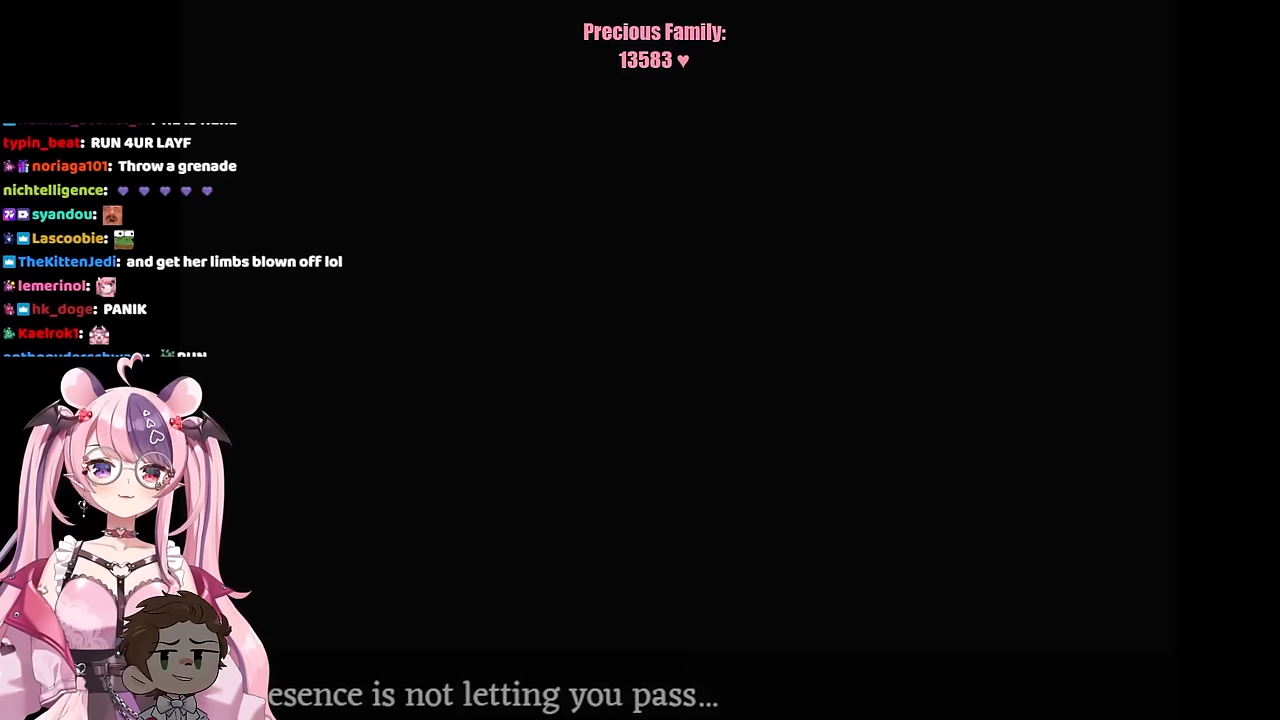 Precious Family:
13583 ♥
typin_beat: RUN 4UR LAYF
noriaga101: Throw a grenade
nichtelligence: 💜 💜 💜 💜 💜
syandou:
Lascoobie:
TheKittenJedi: and get her limbs blown off lol
lemerinol:
hk_doge: PANIK
Kaelrok1:
RUN
esence is not letting you pass...